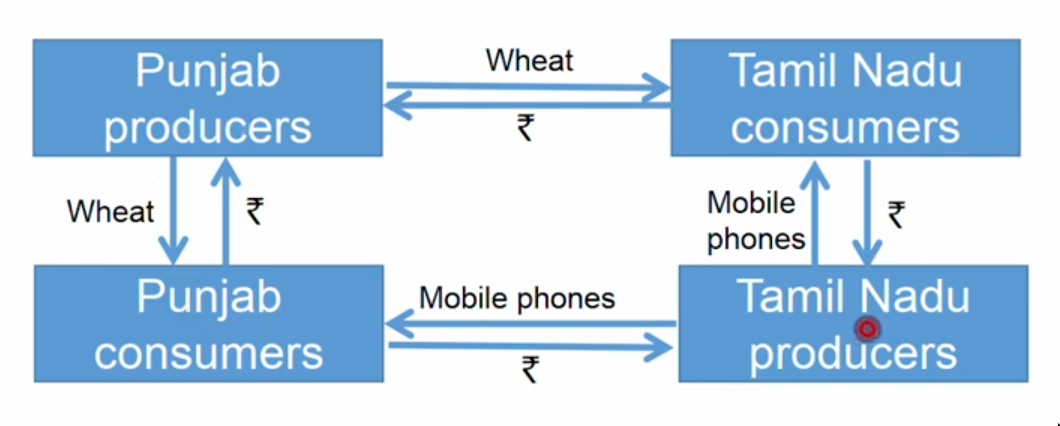 Punjab
producers
Wheat
₹
Tamil Nadu
consumers
Wheat
₹
Mobile
phones
₹
Punjab
consumers
Mobile phones
₹
Tamil Nadu
producers